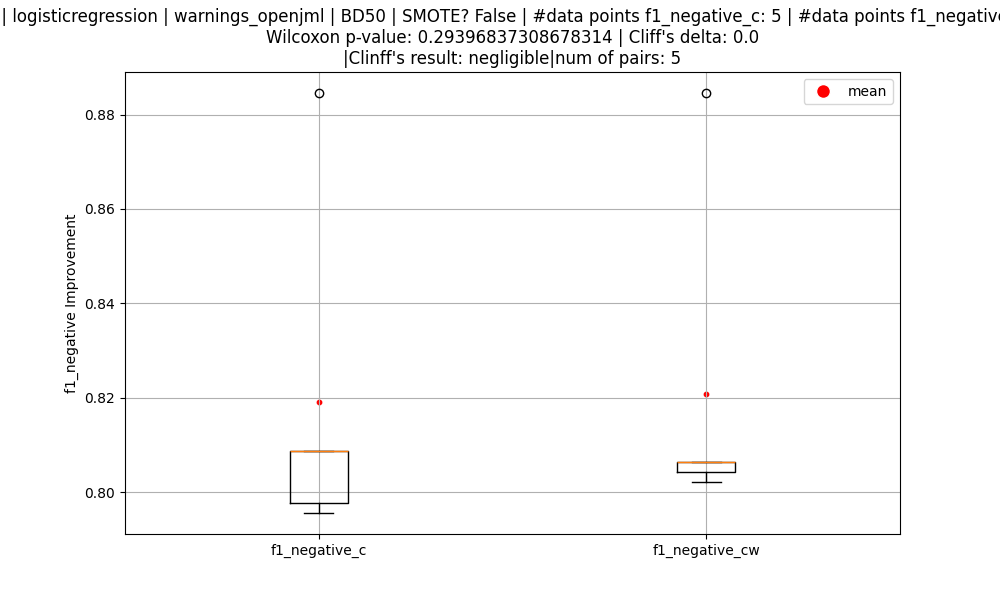 | logisticregression | warnings_openjml | BD50 | SMOTE? False | #data points f1_negative_c: 5 | #data points
Wilcoxon p-value: 0.29396837308678314 | Cliff's delta: 0.0
|Clinff's result: negligible|num of pairs: 5
mean
0.88
0.86
0.84
0.82
0.80
f1_negative Improvement
f1_negative_c
f1_negative_cw